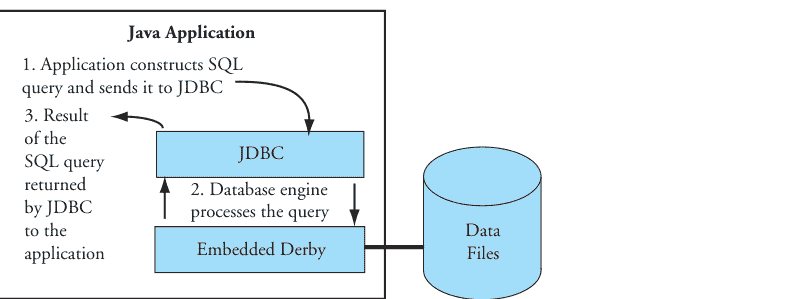 Java Application
1. Application constructs SQL
query and sends it to JDBC
3. Result
of the
SQL query
returned
by JDBC
to the
application
JDBC
2. Database engine
processes the query
Embedded Derby
Data
Files